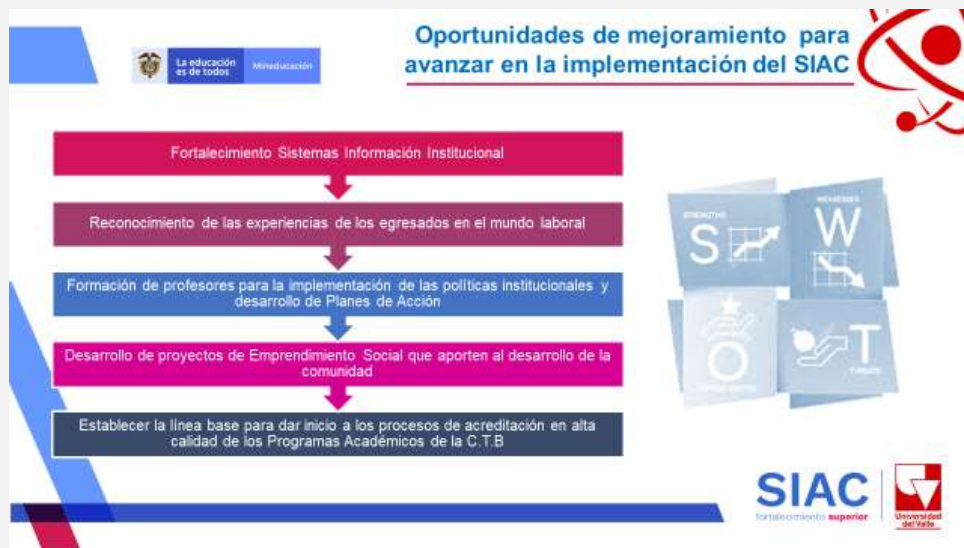 Oportunidades de mejoramiento para
avanzar en la implementación del SIAC
La educación
es de todos
Mineducación
Fortalecimiento Sistemas Información Institucional
Reconocimiento de las experiencias de los egresados en el mundo laboral
Formación de profesores para la implementación de las políticas institucionales y
desarrollo de Planes de Acción
Desarrollo de proyectos de Emprendimiento Social que aporten al desarrollo de la
comunidad
Establecer la línea base para dar inicio a los procesos de acreditación en alta
calidad de los Programas Académicos de la C.T.B
STRENGTHS
S
WEAKNESSES
W
O
T
THREATS
SIAC
fortalecimiento superior
Universidad
del Valle